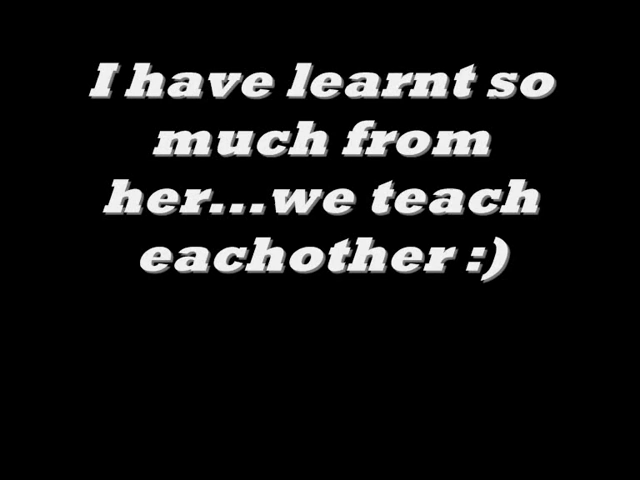 I have learnt so
much from
her...we teach
eachother :)